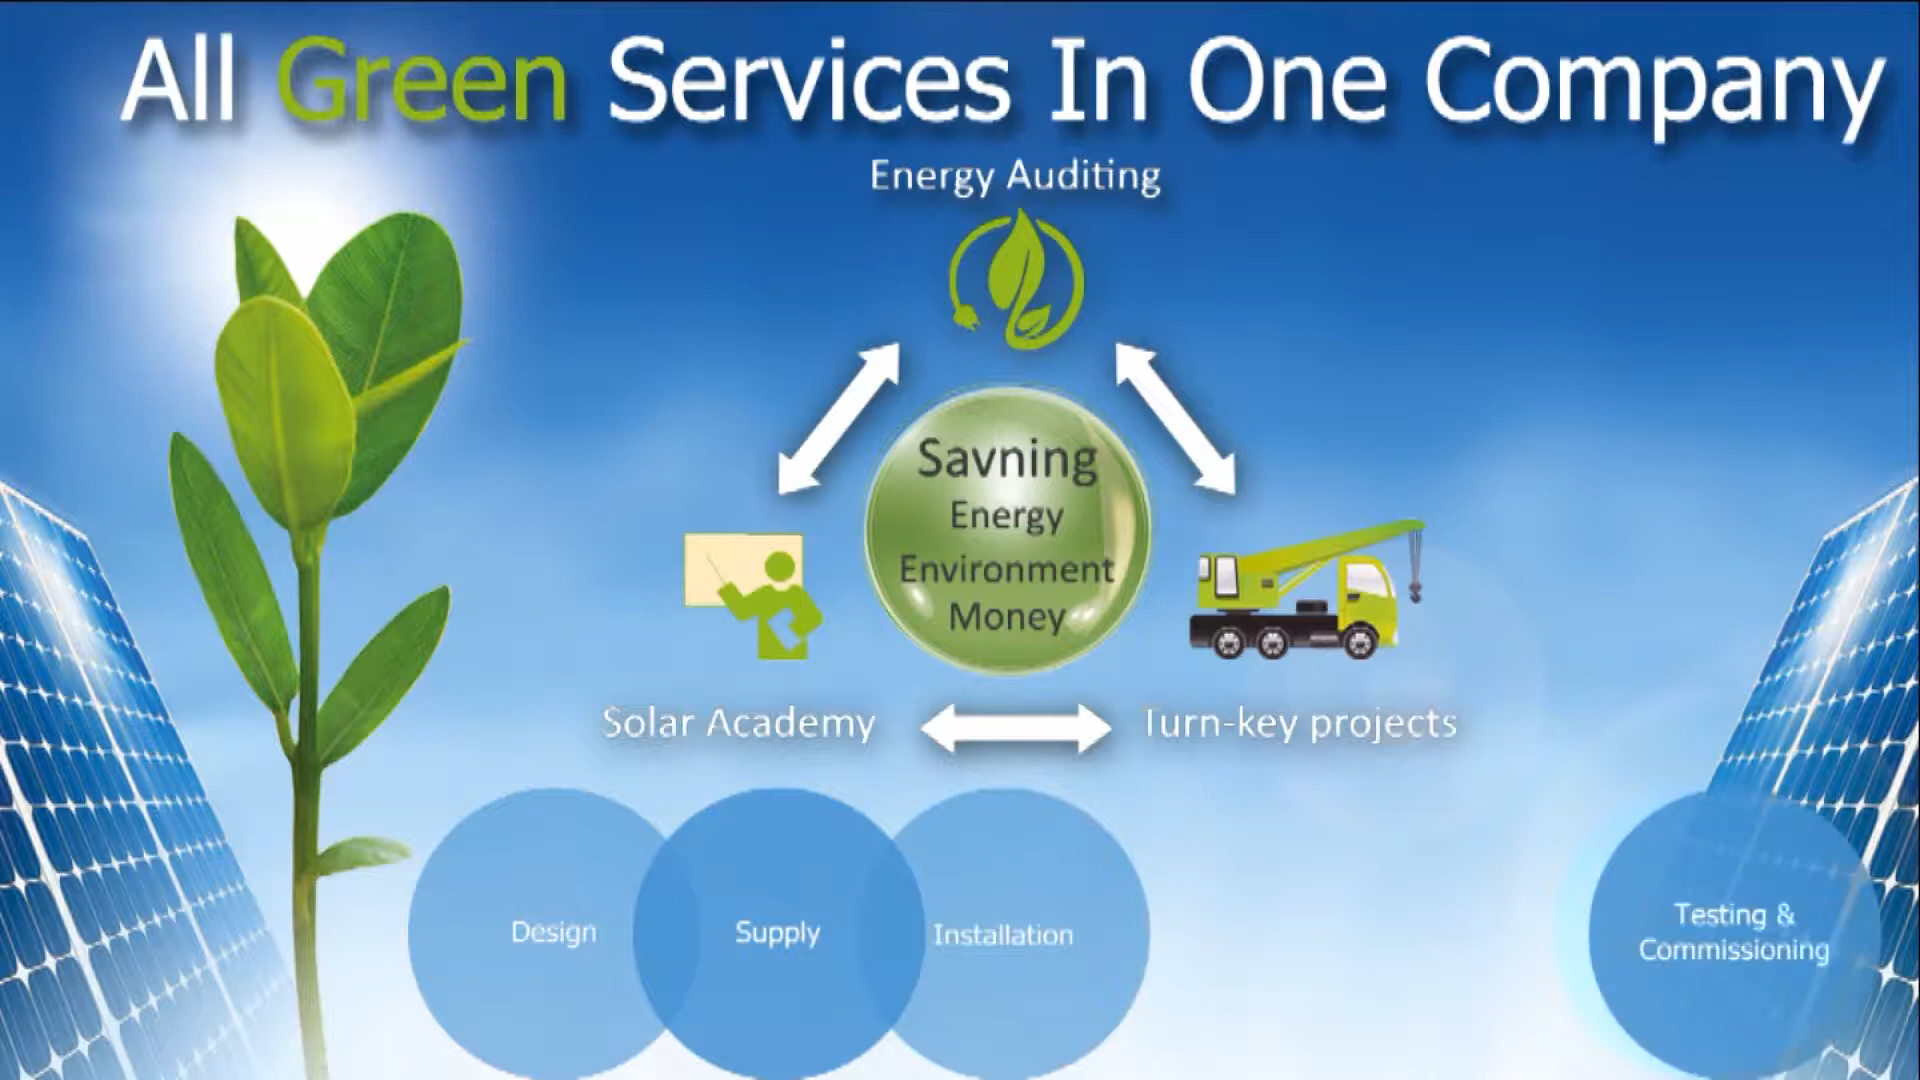 All Green Services In One Company
Energy Auditing
Savning
Energy
Environment
Money
Solar Academy
Turn-key projects
Design
Supply
Installation
Testing &
Commissioning